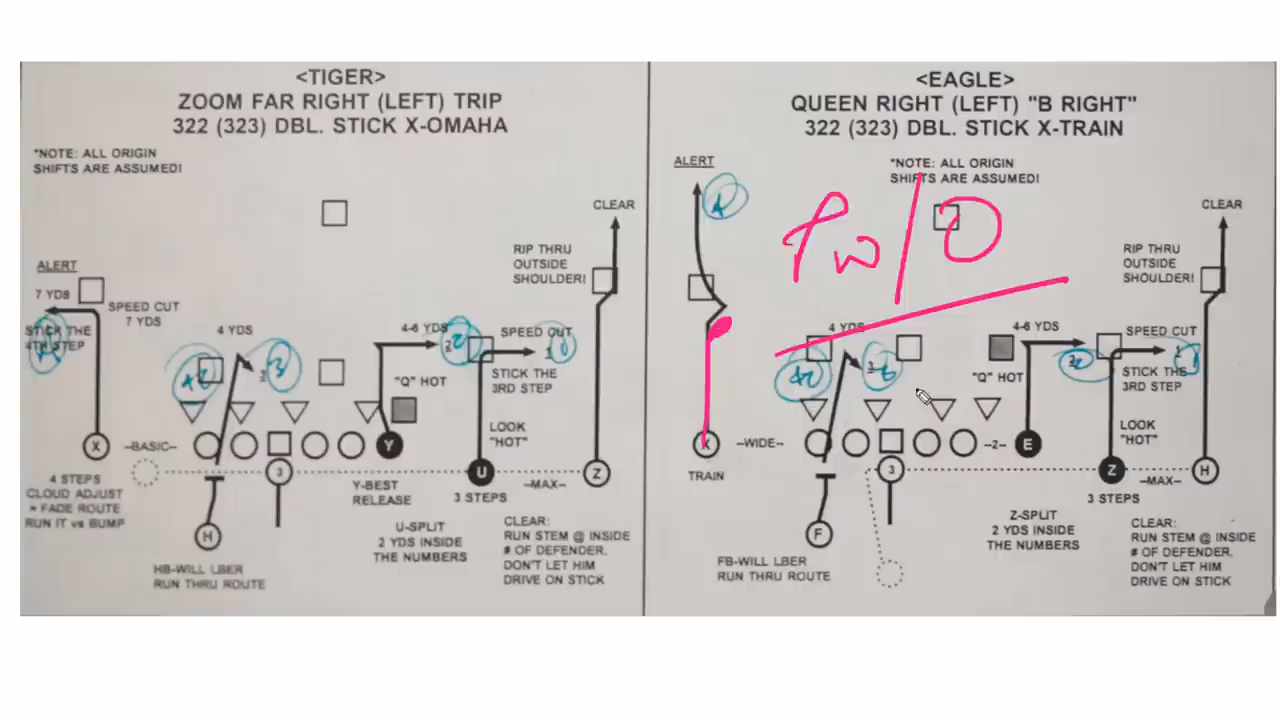 <TIGER>
ZOOM FAR RIGHT (LEFT) TRIP
322 (323) DBL. STICK X-OMAHA
*NOTE: ALL ORIGIN
SHIFTS ARE ASSUMED!
CLEAR
RIP THRU
OUTSIDE
SHOULDER!
ALERT
7 YDS
SPEED CUT
7 YDS
STICK THE
4TH STEP
4 YDS
4-6 YDS
SPEED CUT
STICK THE
3RD STEP
"Q" HOT
LOOK
"HOT"
X
–BASIC–
Y
3
U
Z
4 STEPS
CLOUD ADJUST
= FADE ROUTE
RUN IT vs BUMP
Y-BEST
RELEASE
3 STEPS
–MAX–
H
U-SPLIT
2 YDS INSIDE
THE NUMBERS
CLEAR:
RUN STEM @ INSIDE
# OF DEFENDER.
DON'T LET HIM
DRIVE ON STICK
HB-WILL LBER
RUN THRU ROUTE
<EAGLE>
QUEEN RIGHT (LEFT) "B RIGHT"
322 (323) DBL. STICK X-TRAIN
ALERT
*NOTE: ALL ORIGIN
SHIFTS ARE ASSUMED!
CLEAR
RIP THRU
OUTSIDE
SHOULDER!
4 YDS
4-6 YDS
SPEED CUT
STICK THE
3RD STEP
"Q" HOT
LOOK
"HOT"
X
–WIDE–
–2–
E
TRAIN
3
Z
–MAX–
H
3 STEPS
F
Z-SPLIT
2 YDS INSIDE
THE NUMBERS
CLEAR:
RUN STEM @ INSIDE
# OF DEFENDER.
DON'T LET HIM
DRIVE ON STICK
FB-WILL LBER
RUN THRU ROUTE